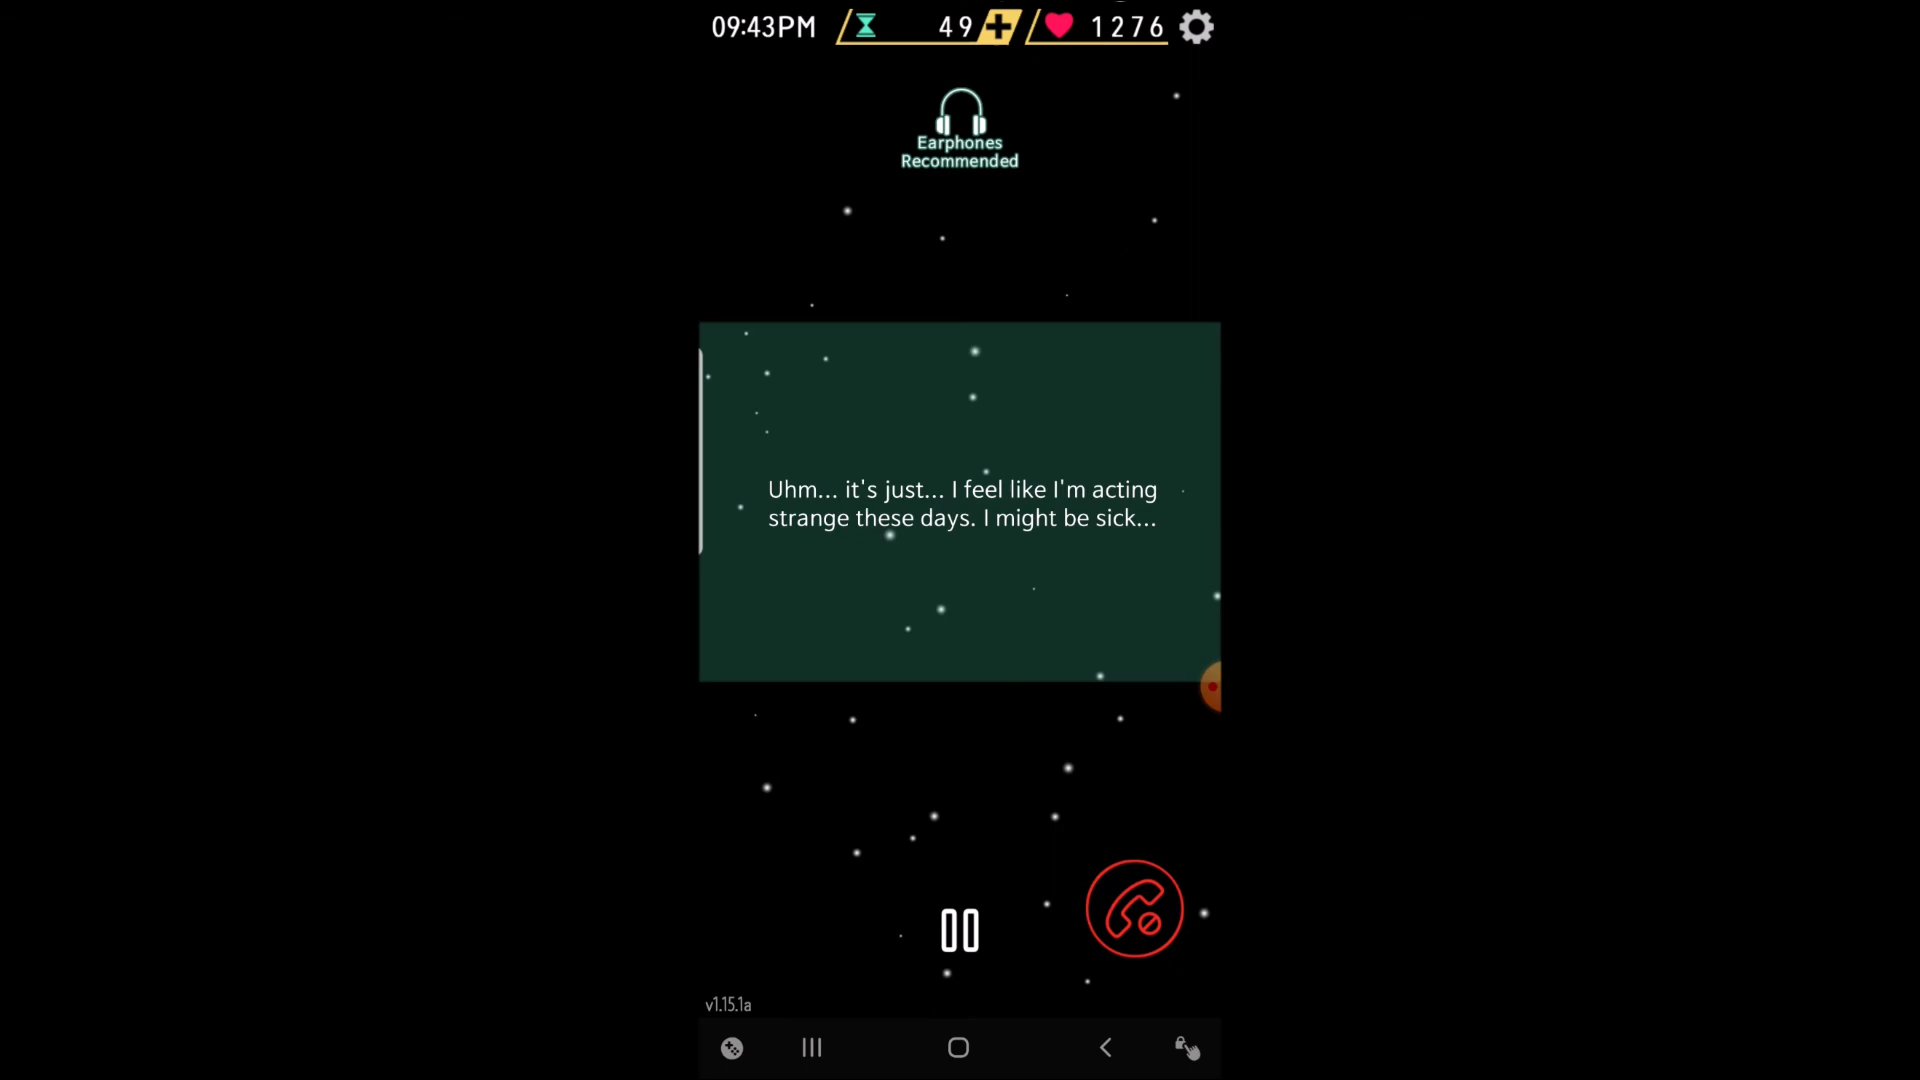 09:43PM 49 1276
Earphones
Recommended
Uhm... it's just... I feel like I'm acting
strange these days. I might be sick...
v1.15.1a